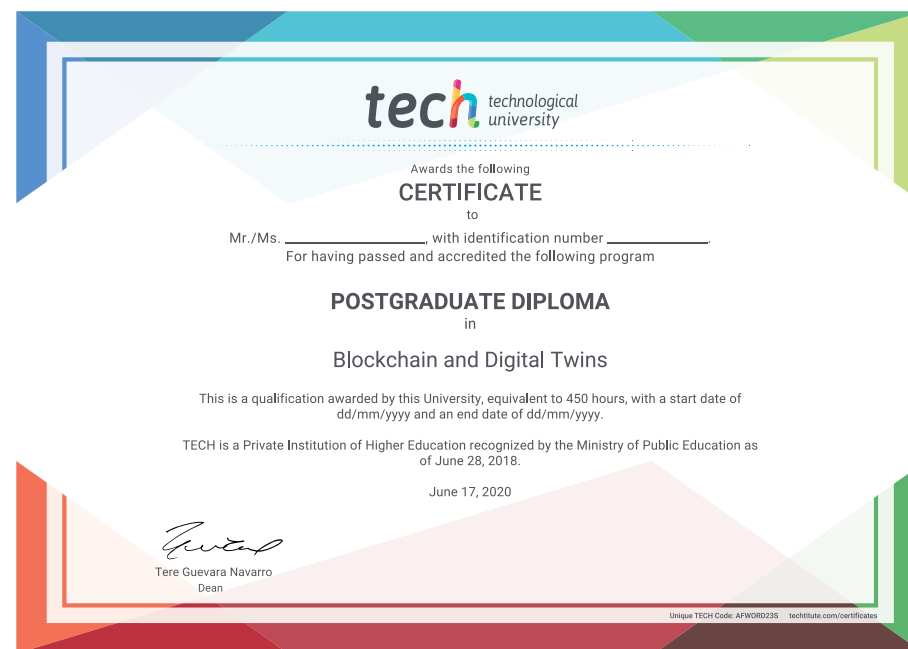 tech technological
university
Awards the following
CERTIFICATE
to
Mr./Ms. ____________, with identification number ____________.
For having passed and accredited the following program
POSTGRADUATE DIPLOMA
in
Blockchain and Digital Twins
This is a qualification awarded by this University, equivalent to 450 hours, with a start date of
dd/mm/yyyy and an end date of dd/mm/yyyy.
TECH is a Private Institution of Higher Education recognized by the Ministry of Public Education as
of June 28, 2018.
June 17, 2020
Tere Guevara Navarro
Dean
Unique TECH Code: AFWORD23S techtitute.com/certificates